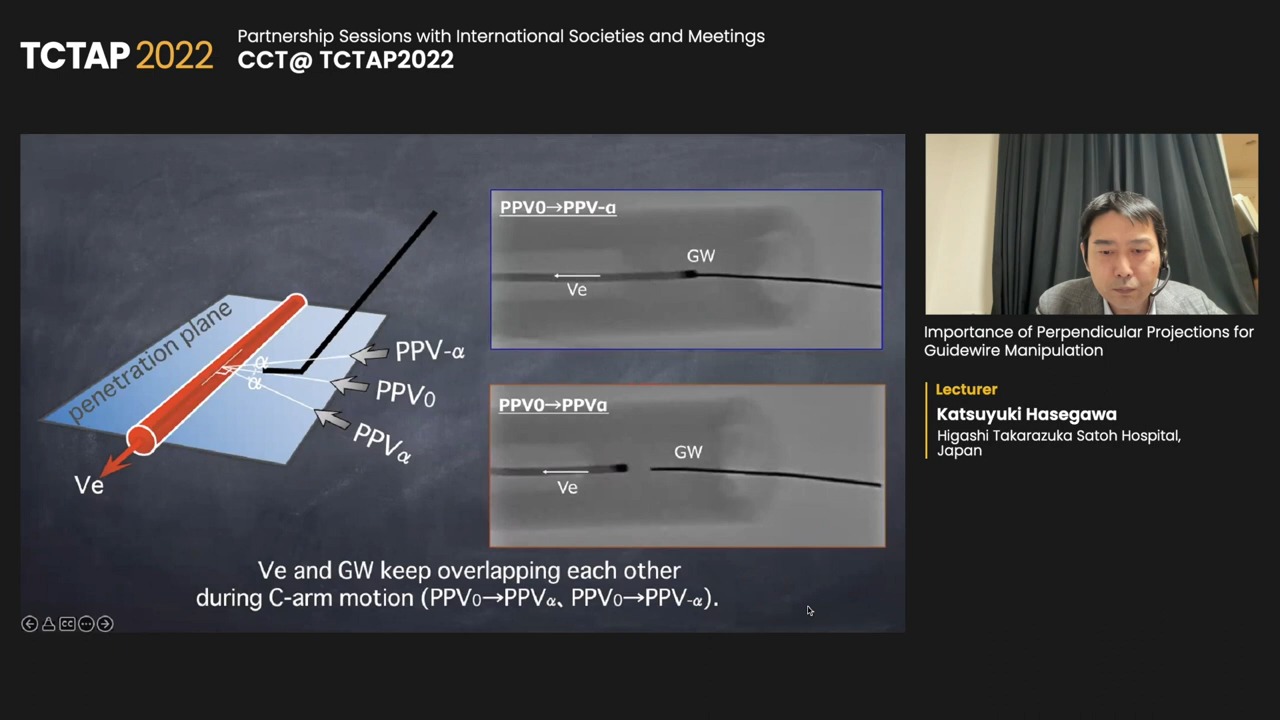 TCTAP 2022
Partnership Sessions with International Societies and Meetings
CCT@ TCTAP2022
penetration plane
α
α
PPV-α
PPV0
PPVα
Ve
PPV0→PPV-α
GW
Ve
PPV0→PPVα
GW
Ve
Ve and GW keep overlapping each other
during C-arm motion (PPV0→PPVα、PPV0→PPV-α).
CC
Importance of Perpendicular Projections for
Guidewire Manipulation
Lecturer
Katsuyuki Hasegawa
Higashi Takarazuka Satoh Hospital,
Japan